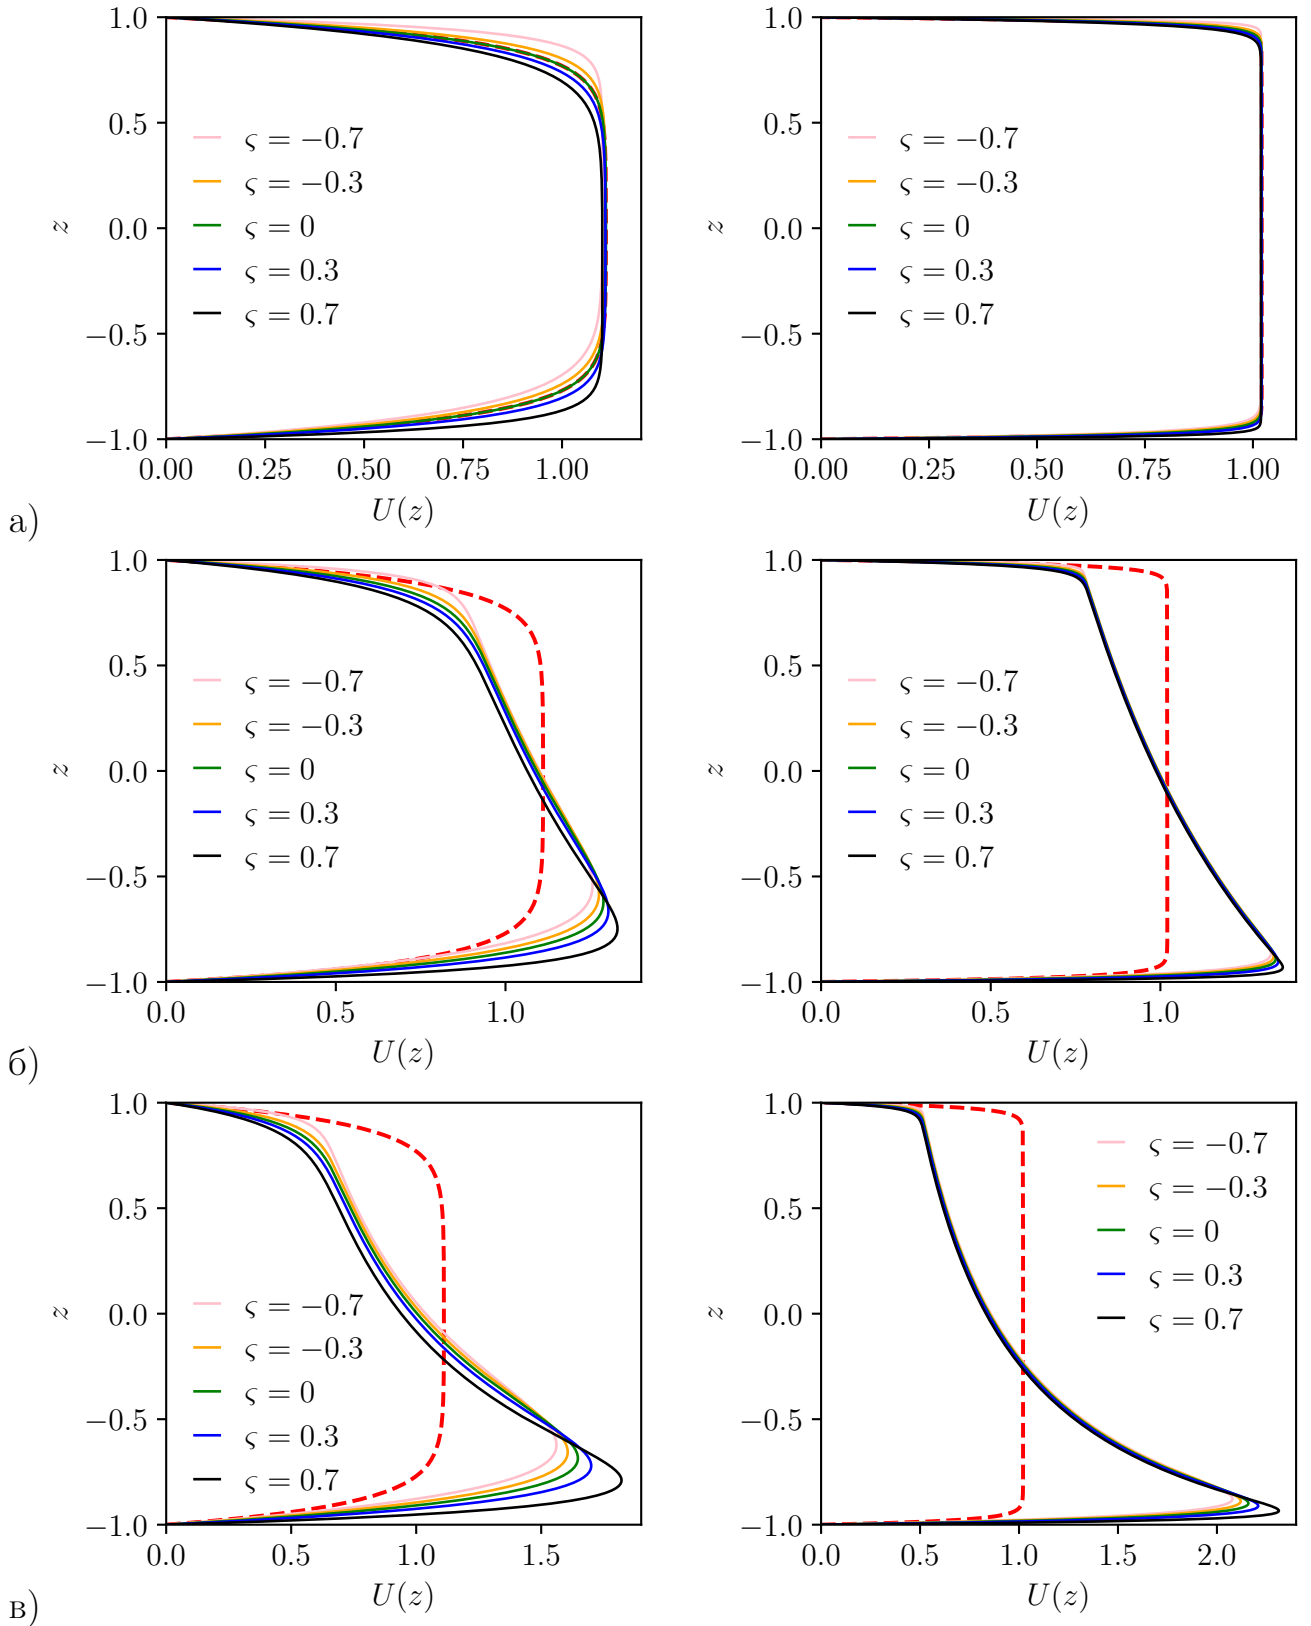 1.0
0.5
0.0
−0.5
−1.0
z
ς = −0.7
ς = −0.3
ς = 0
ς = 0.3
ς = 0.7
0.00 0.25 0.50 0.75 1.00
U(z)
1.0
0.5
0.0
−0.5
−1.0
z
ς = −0.7
ς = −0.3
ς = 0
ς = 0.3
ς = 0.7
0.00 0.25 0.50 0.75 1.00
U(z)
а)
1.0
0.5
0.0
−0.5
−1.0
z
ς = −0.7
ς = −0.3
ς = 0
ς = 0.3
ς = 0.7
0.0 0.5 1.0
U(z)
1.0
0.5
0.0
−0.5
−1.0
z
ς = −0.7
ς = −0.3
ς = 0
ς = 0.3
ς = 0.7
0.0 0.5 1.0
U(z)
б)
1.0
0.5
0.0
−0.5
−1.0
z
ς = −0.7
ς = −0.3
ς = 0
ς = 0.3
ς = 0.7
0.0 0.5 1.0 1.5
U(z)
1.0
0.5
0.0
−0.5
−1.0
z
ς = −0.7
ς = −0.3
ς = 0
ς = 0.3
ς = 0.7
0.0 0.5 1.0 1.5 2.0
U(z)
в)